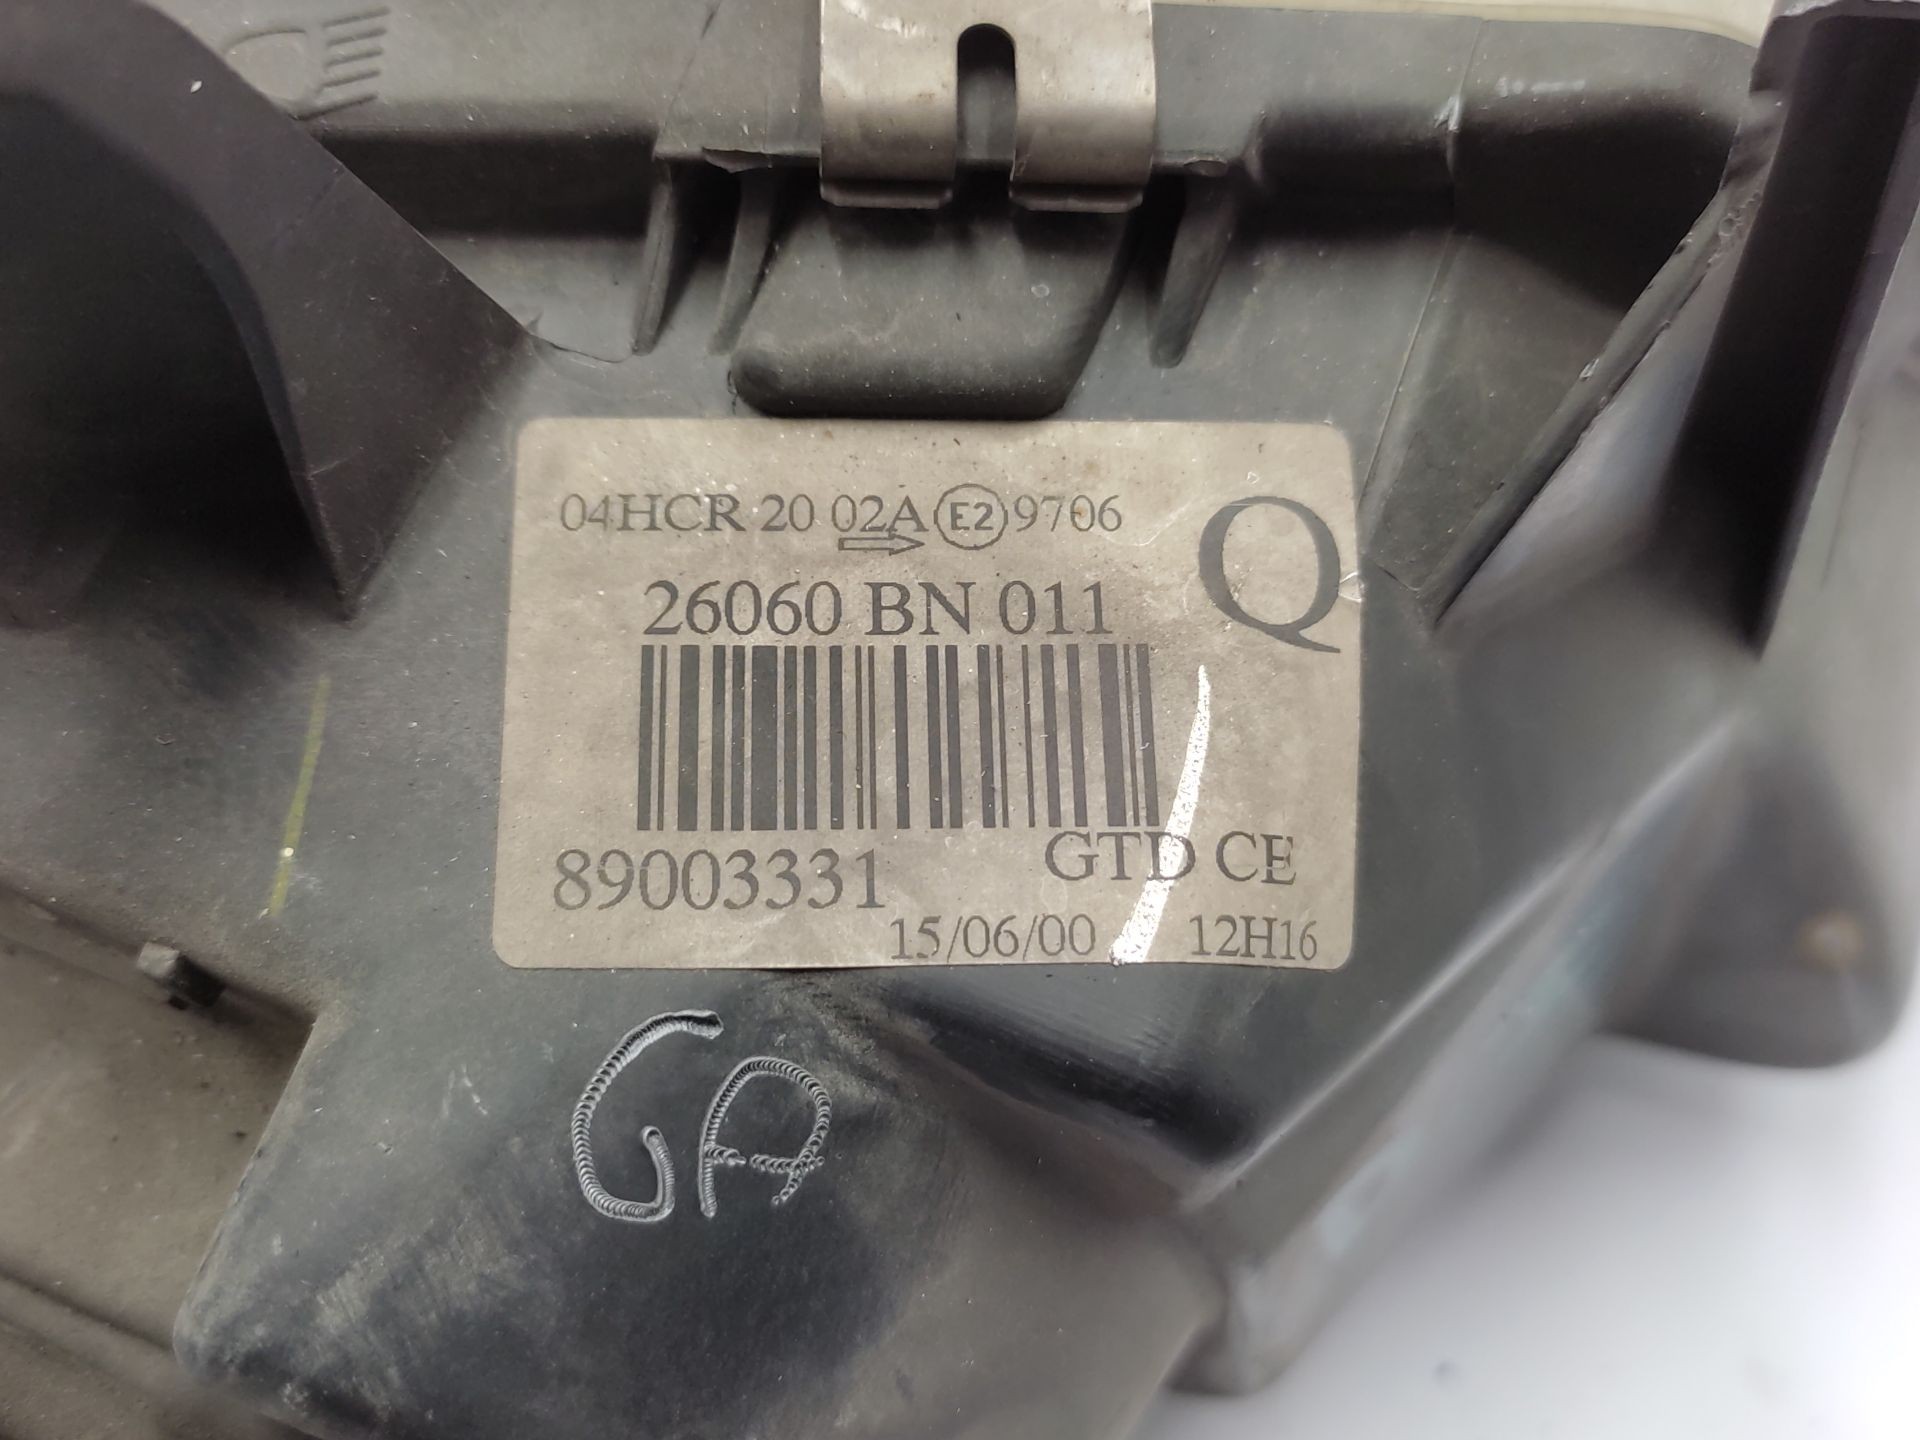 04HCR 20 02A E2 9706
Q
26060 BN 011
GTD CE
89003331
15/06/00 12H16
GA